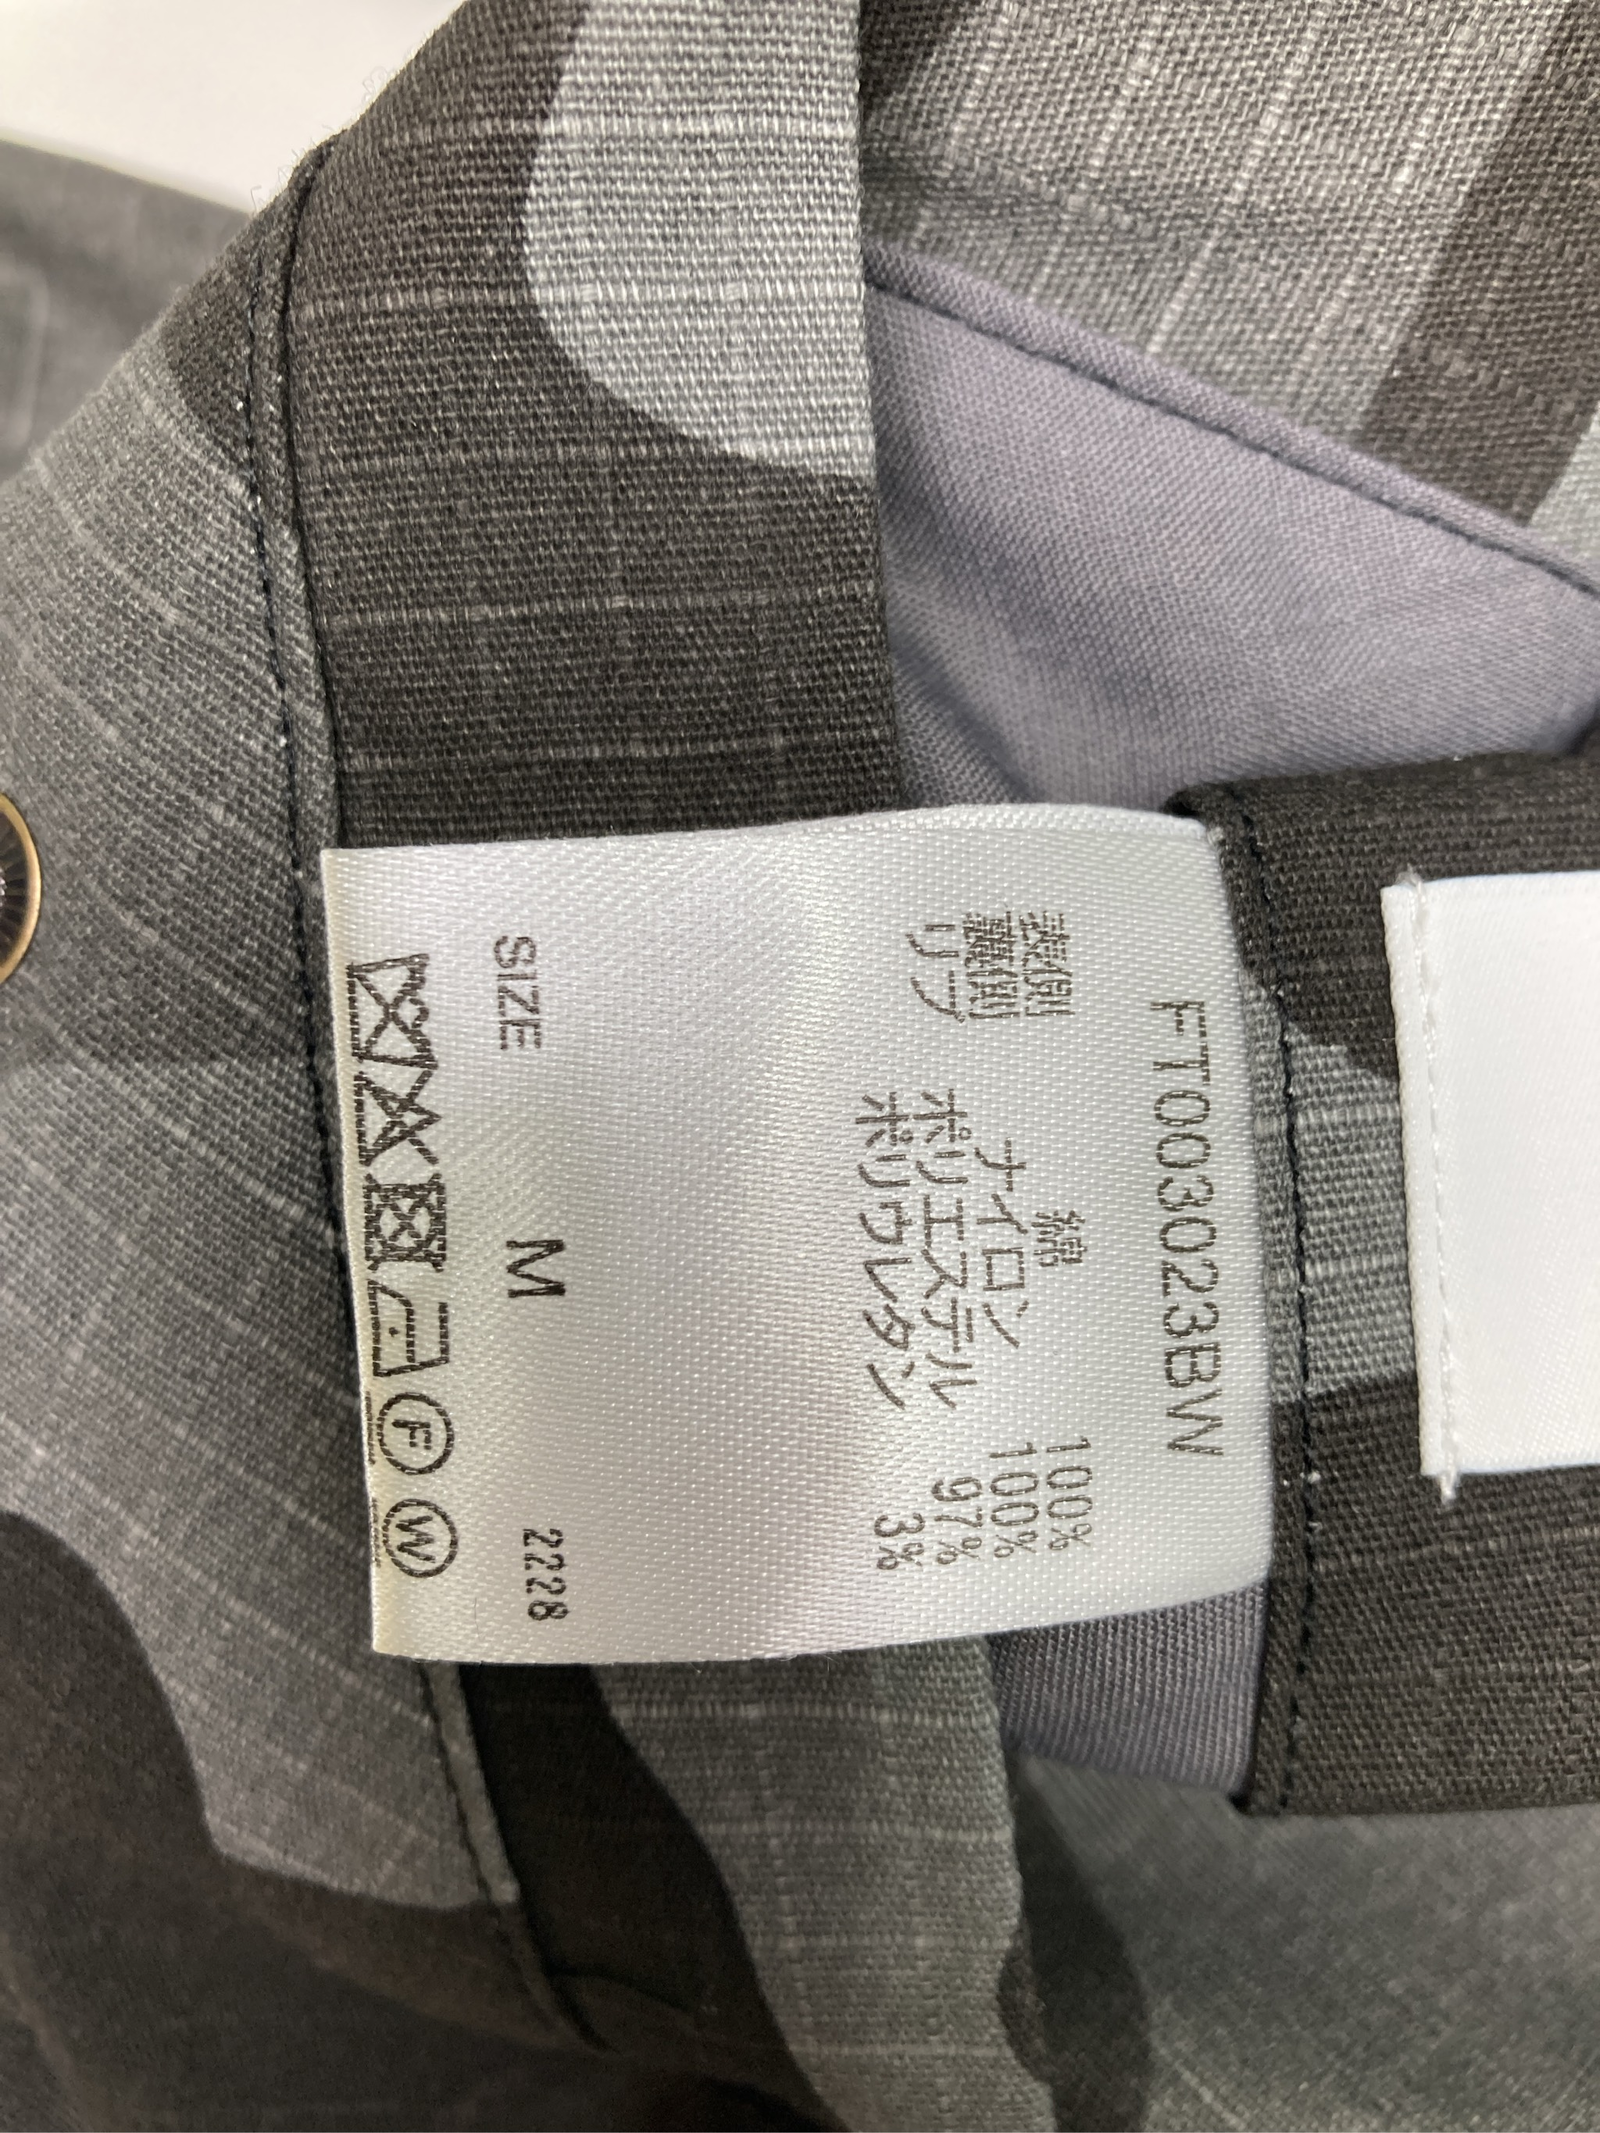 FT003023BW
表側 綿 100%
裏側 ナイロン 100%
リブ ポリエステル 97%
ポリウレタン 3%
SIZE M 2228
F W